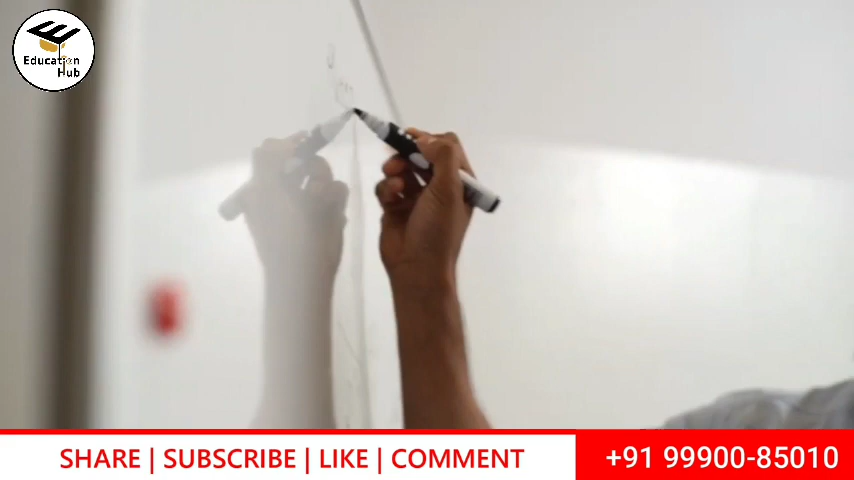 Education
Hub
SHARE | SUBSCRIBE | LIKE | COMMENT
+91 99900-85010